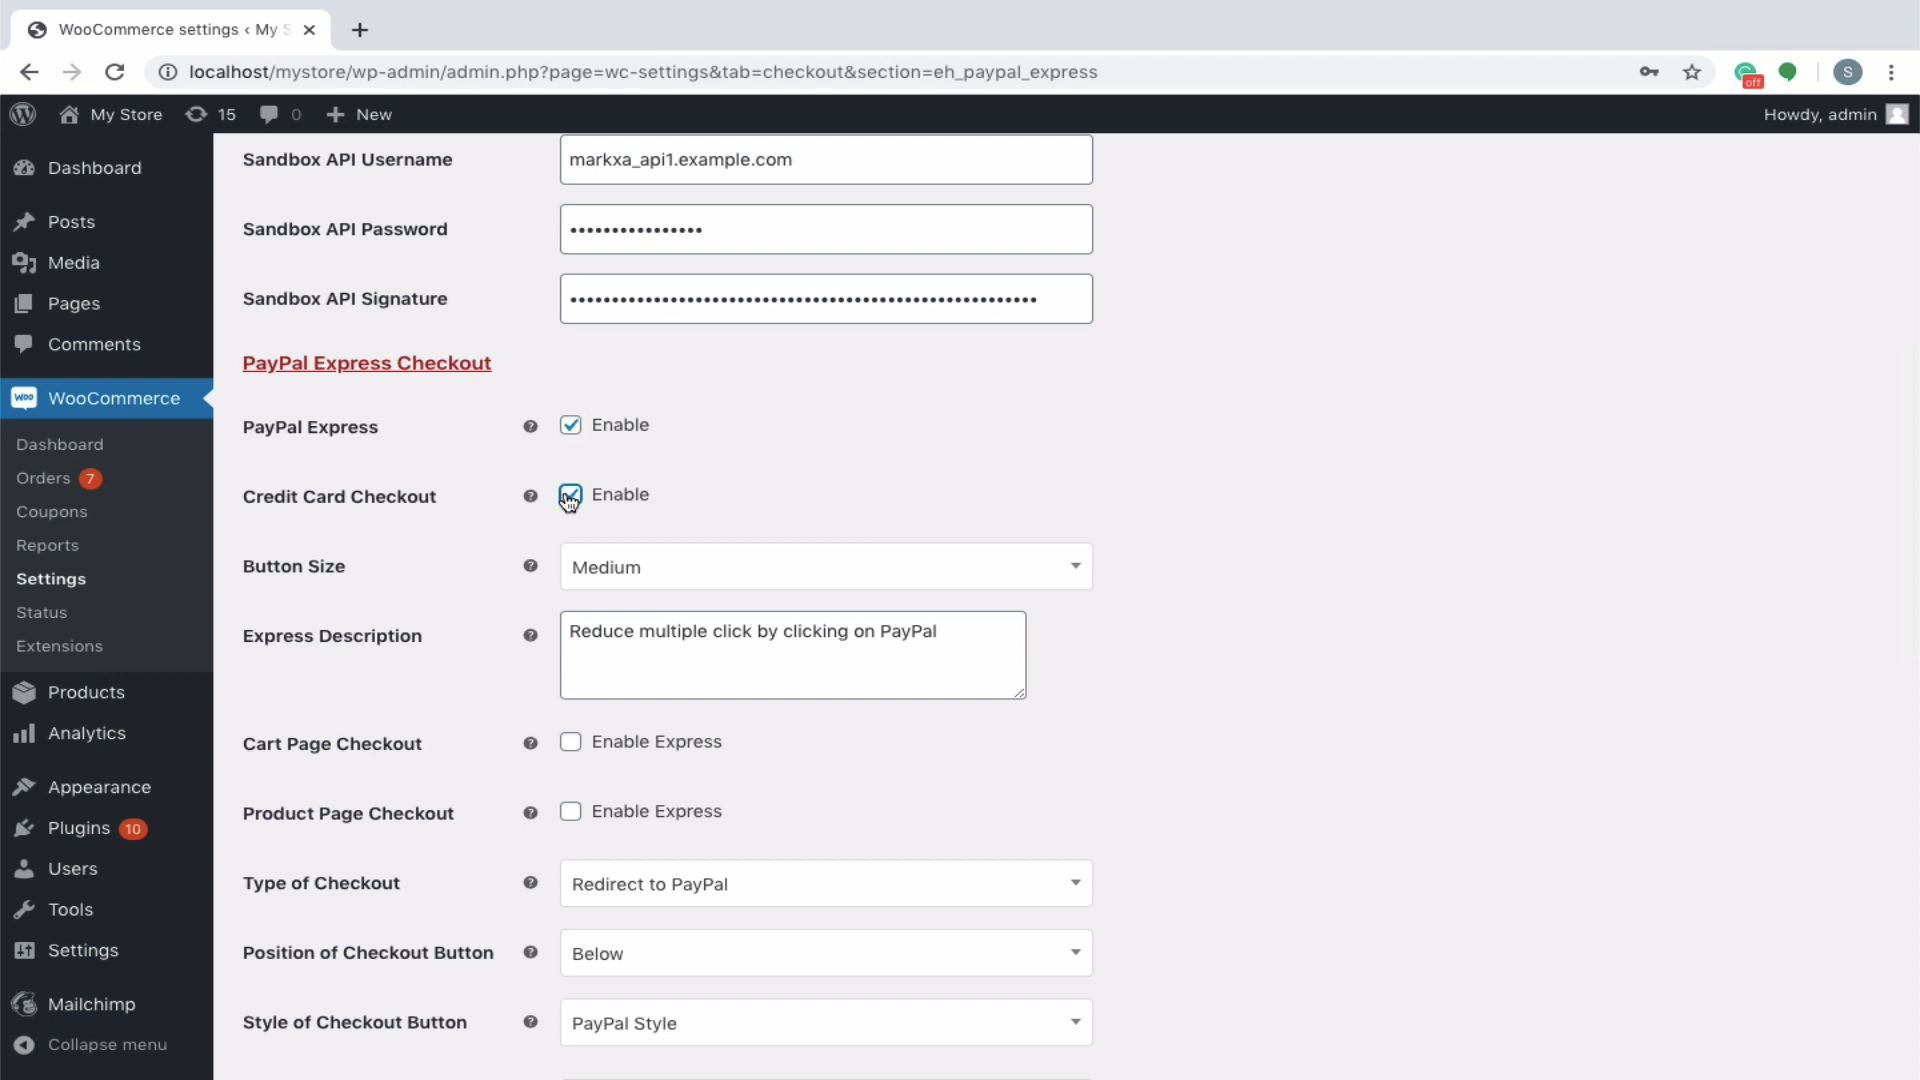 WooCommerce settings ‹ My S
localhost/mystore/wp-admin/admin.php?page=wc-settings&tab=checkout&section=eh_paypal_express
off
S
My Store
15
0
New
Howdy, admin
Dashboard
Posts
Media
Pages
Comments
Woo WooCommerce
Dashboard
Orders 7
Coupons
Reports
Settings
Status
Extensions
Products
Analytics
Appearance
Plugins 10
Users
Tools
Settings
Mailchimp
Collapse menu
Sandbox API Username markxa_api1.example.com
Sandbox API Password ••••••••••••••••
Sandbox API Signature ••••••••••••••••••••••••••••••••••••••••••••••••••••••••
PayPal Express Checkout
PayPal Express ? Enable
Credit Card Checkout ? Enable
Button Size ? Medium
Express Description ? Reduce multiple click by clicking on PayPal
Cart Page Checkout ? Enable Express
Product Page Checkout ? Enable Express
Type of Checkout ? Redirect to PayPal
Position of Checkout Button ? Below
Style of Checkout Button ? PayPal Style